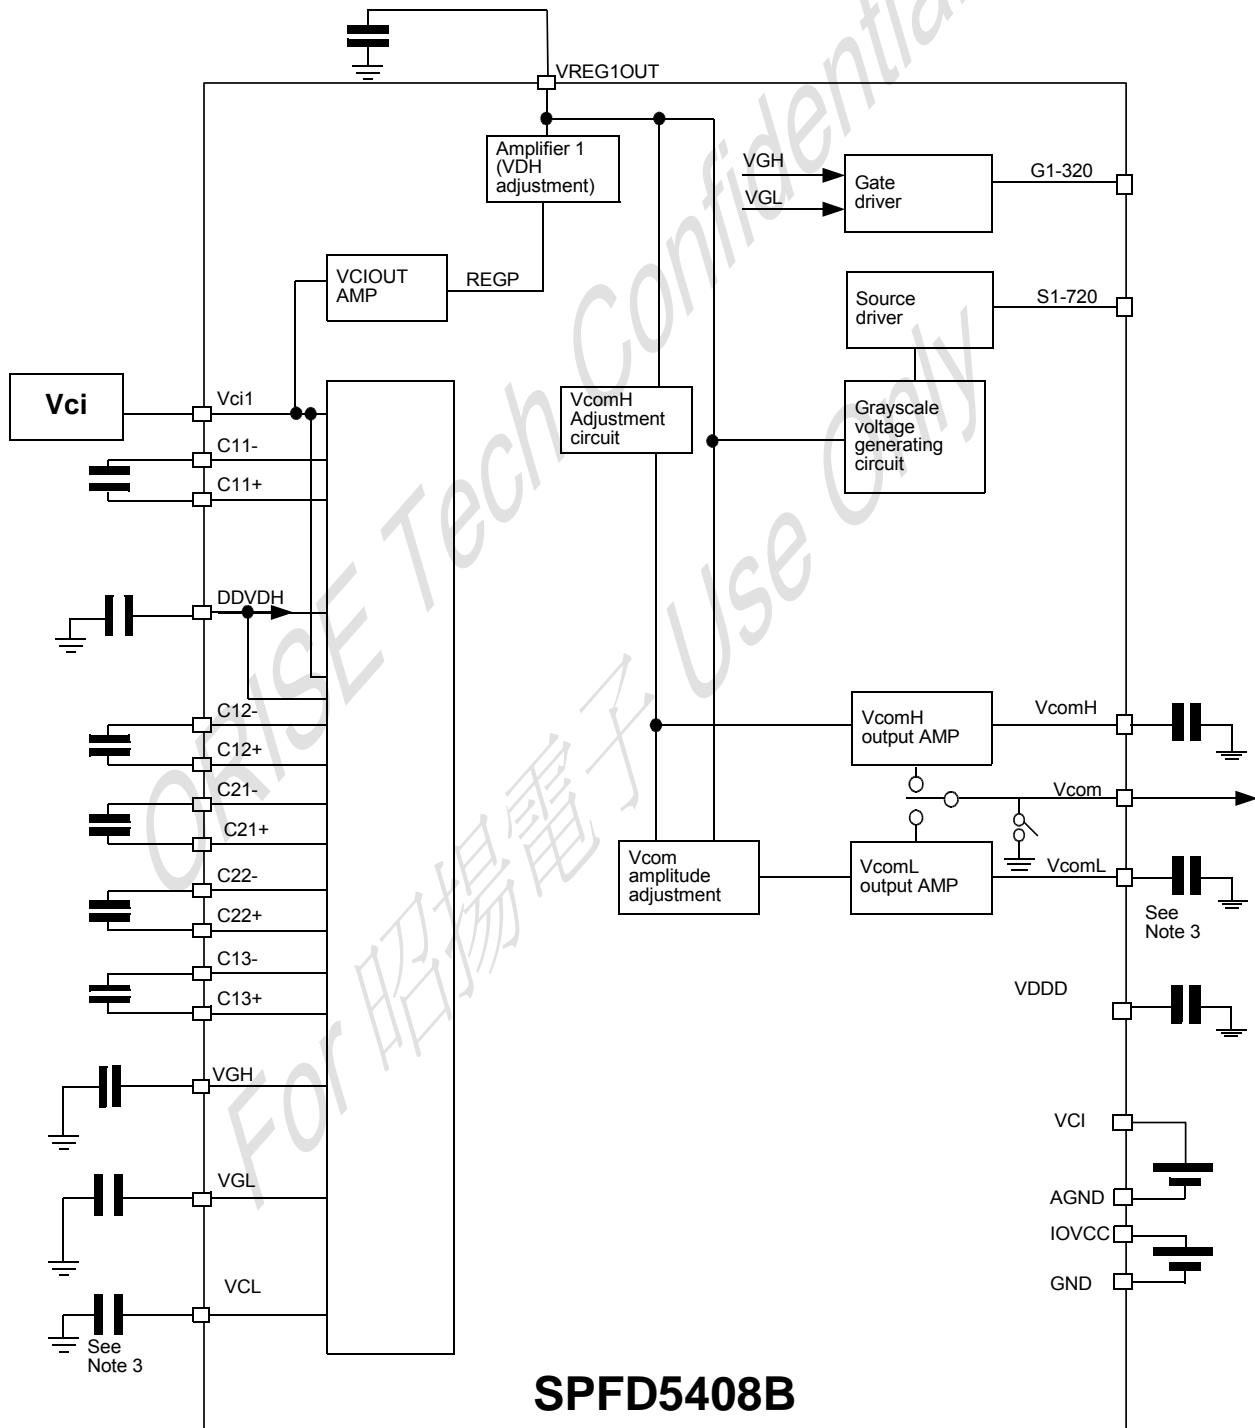 VREG1OUT
Amplifier 1
(VDH
adjustment)
VGH
VGL
Gate
driver
G1-320
VCIOUT
AMP
REGP
Source
driver
S1-720
Vci
Vci1
C11-
C11+
VcomH
Adjustment
circuit
Grayscale
voltage
generating
circuit
DDVDH
C12-
C12+
C21-
C21+
C22-
C22+
C13-
C13+
VcomH
output AMP
VcomH
Vcom
Vcom
amplitude
adjustment
VcomL
output AMP
VcomL
See
Note 3
VDDD
VGH
VGL
VCL
See
Note 3
VCI
AGND
IOVCC
GND
SPFD5408B
ORISE Tech Confidential
For 昭揚電子 Use Only